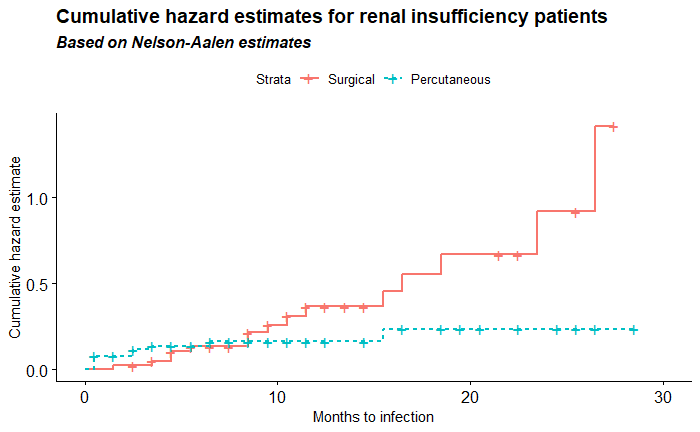 Cumulative hazard estimates for renal insufficiency patients
Based on Nelson-Aalen estimates
Strata Surgical Percutaneous
Cumulative hazard estimate
1.0
0.5
0.0
0 10 20 30
Months to infection